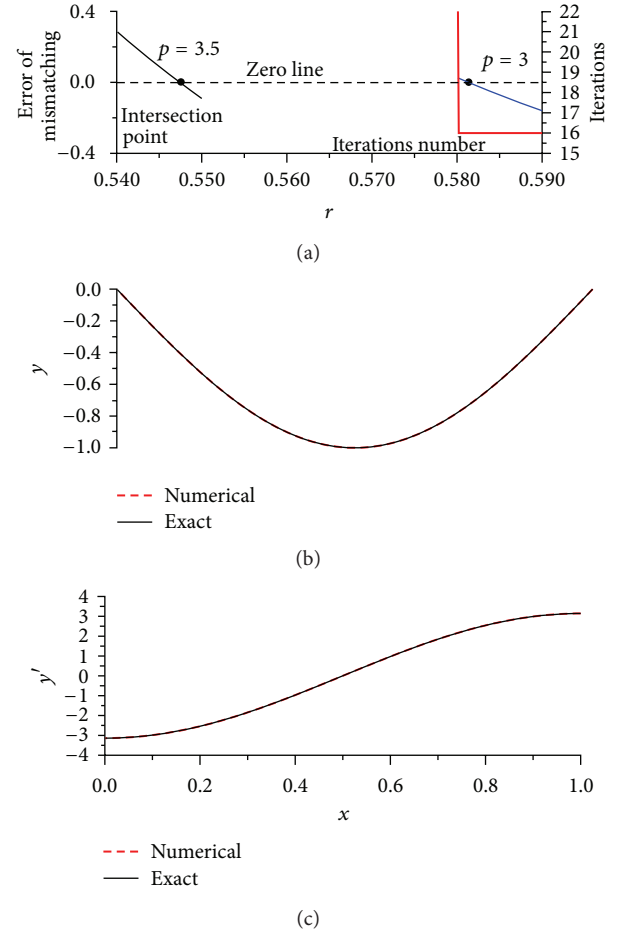 Error of
mismatching
0.4
0.0
−0.4
p = 3.5
Zero line
p = 3
Intersection
point
Iterations number
22
21
20
19
18
17
16
15
Iterations
0.540
0.550
0.560
0.570
0.580
0.590
r
(a)
y
0.0
−0.2
−0.4
−0.6
−0.8
−1.0
Numerical
Exact
(b)
y′
4
3
2
1
0
−1
−2
−3
−4
0.0
0.2
0.4
0.6
0.8
1.0
x
Numerical
Exact
(c)